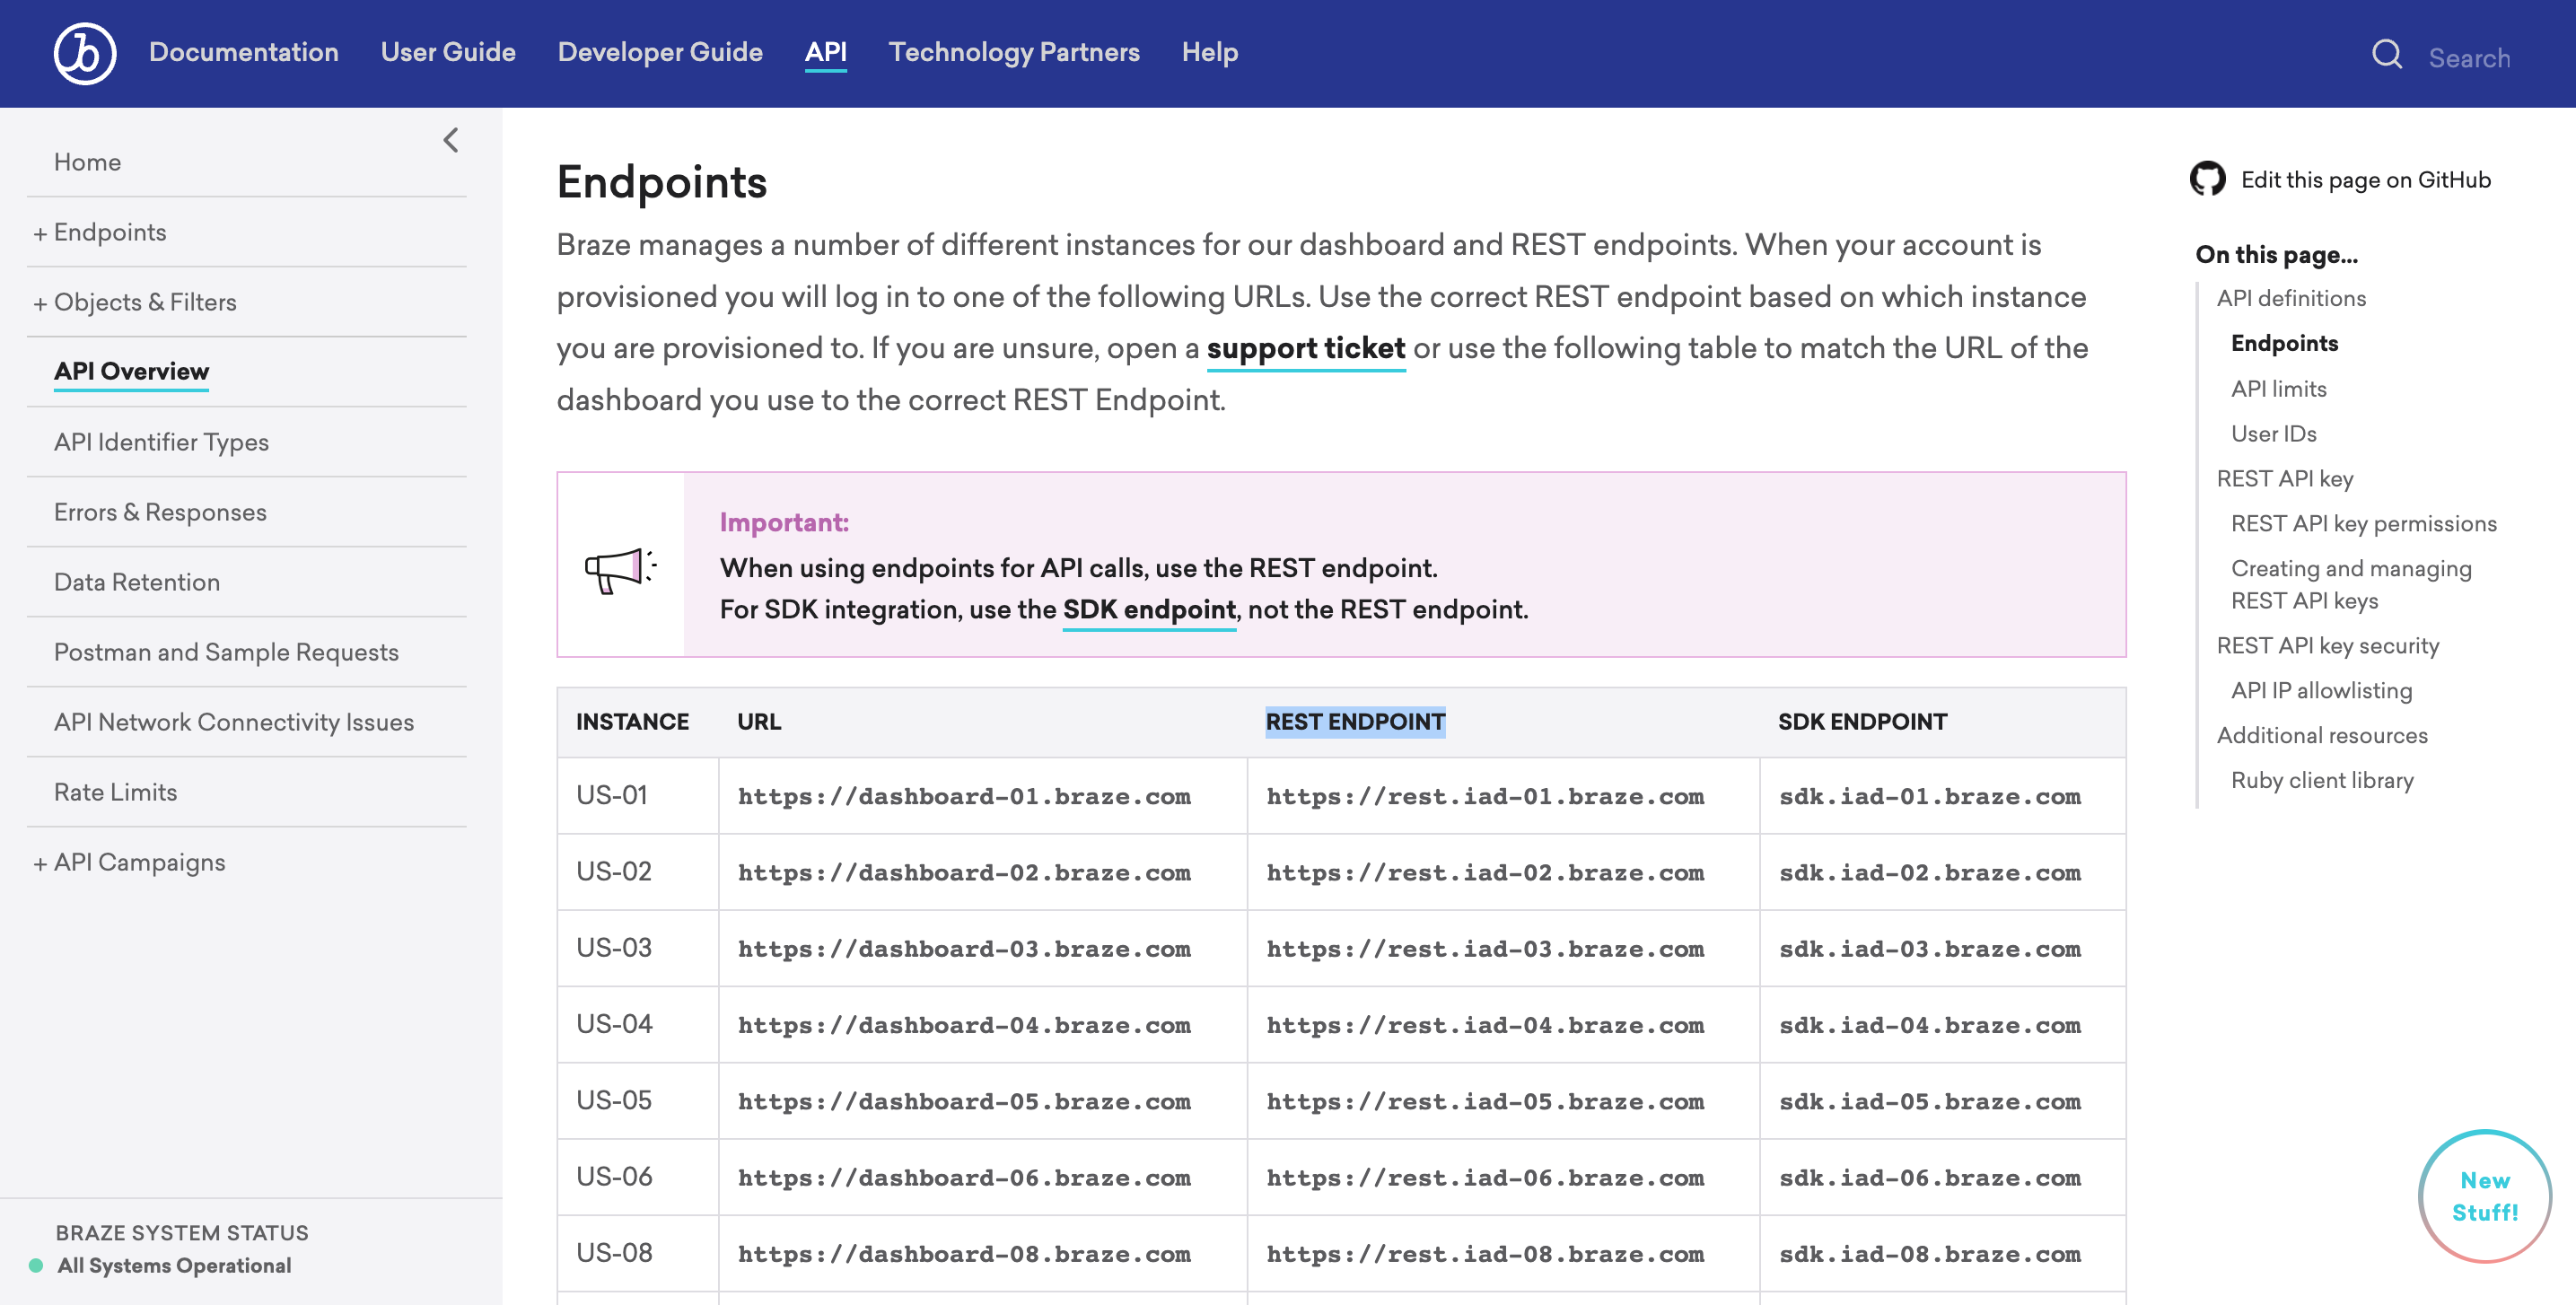 Documentation User Guide Developer Guide API Technology Partners Help Search
Home
+ Endpoints
+ Objects & Filters
API Overview
API Identifier Types
Errors & Responses
Data Retention
Postman and Sample Requests
API Network Connectivity Issues
Rate Limits
+ API Campaigns
BRAZE SYSTEM STATUS
All Systems Operational
Endpoints
Braze manages a number of different instances for our dashboard and REST endpoints. When your account is
provisioned you will log in to one of the following URLs. Use the correct REST endpoint based on which instance
you are provisioned to. If you are unsure, open a support ticket or use the following table to match the URL of the
dashboard you use to the correct REST Endpoint.
Important:
When using endpoints for API calls, use the REST endpoint.
For SDK integration, use the SDK endpoint, not the REST endpoint.
INSTANCE URL REST ENDPOINT SDK ENDPOINT
US-01 https://dashboard-01.braze.com https://rest.iad-01.braze.com sdk.iad-01.braze.com
US-02 https://dashboard-02.braze.com https://rest.iad-02.braze.com sdk.iad-02.braze.com
US-03 https://dashboard-03.braze.com https://rest.iad-03.braze.com sdk.iad-03.braze.com
US-04 https://dashboard-04.braze.com https://rest.iad-04.braze.com sdk.iad-04.braze.com
US-05 https://dashboard-05.braze.com https://rest.iad-05.braze.com sdk.iad-05.braze.com
US-06 https://dashboard-06.braze.com https://rest.iad-06.braze.com sdk.iad-06.braze.com
US-08 https://dashboard-08.braze.com https://rest.iad-08.braze.com sdk.iad-08.braze.com
Edit this page on GitHub
On this page...
API definitions
Endpoints
API limits
User IDs
REST API key
REST API key permissions
Creating and managing
REST API keys
REST API key security
API IP allowlisting
Additional resources
Ruby client library
New
Stuff!